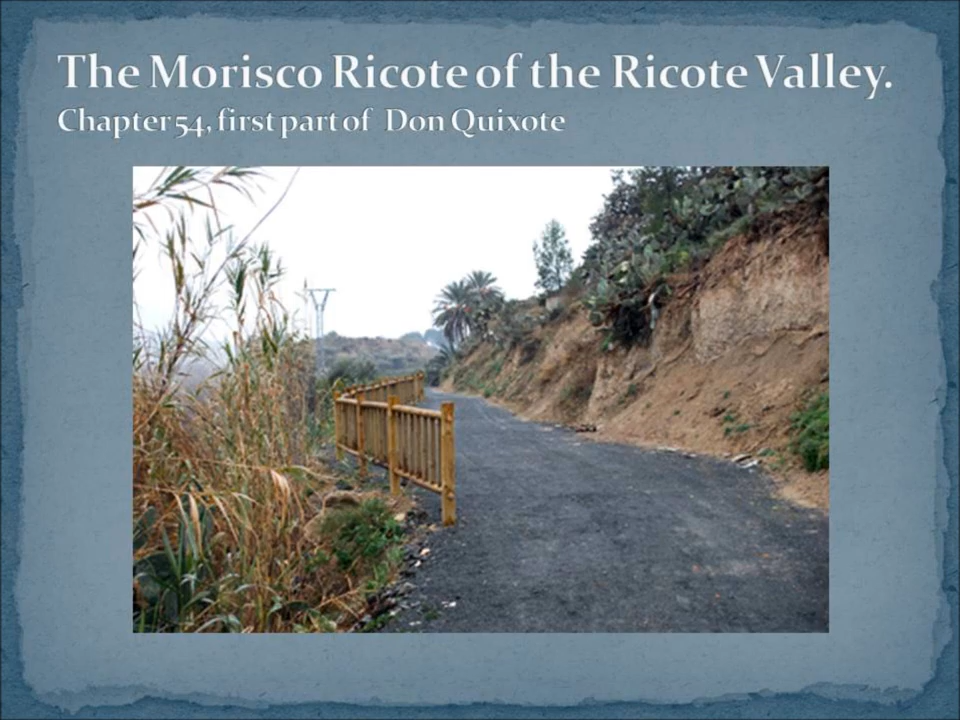 The Morisco Ricote of the Ricote Valley.
Chapter 54, first part of Don Quixote